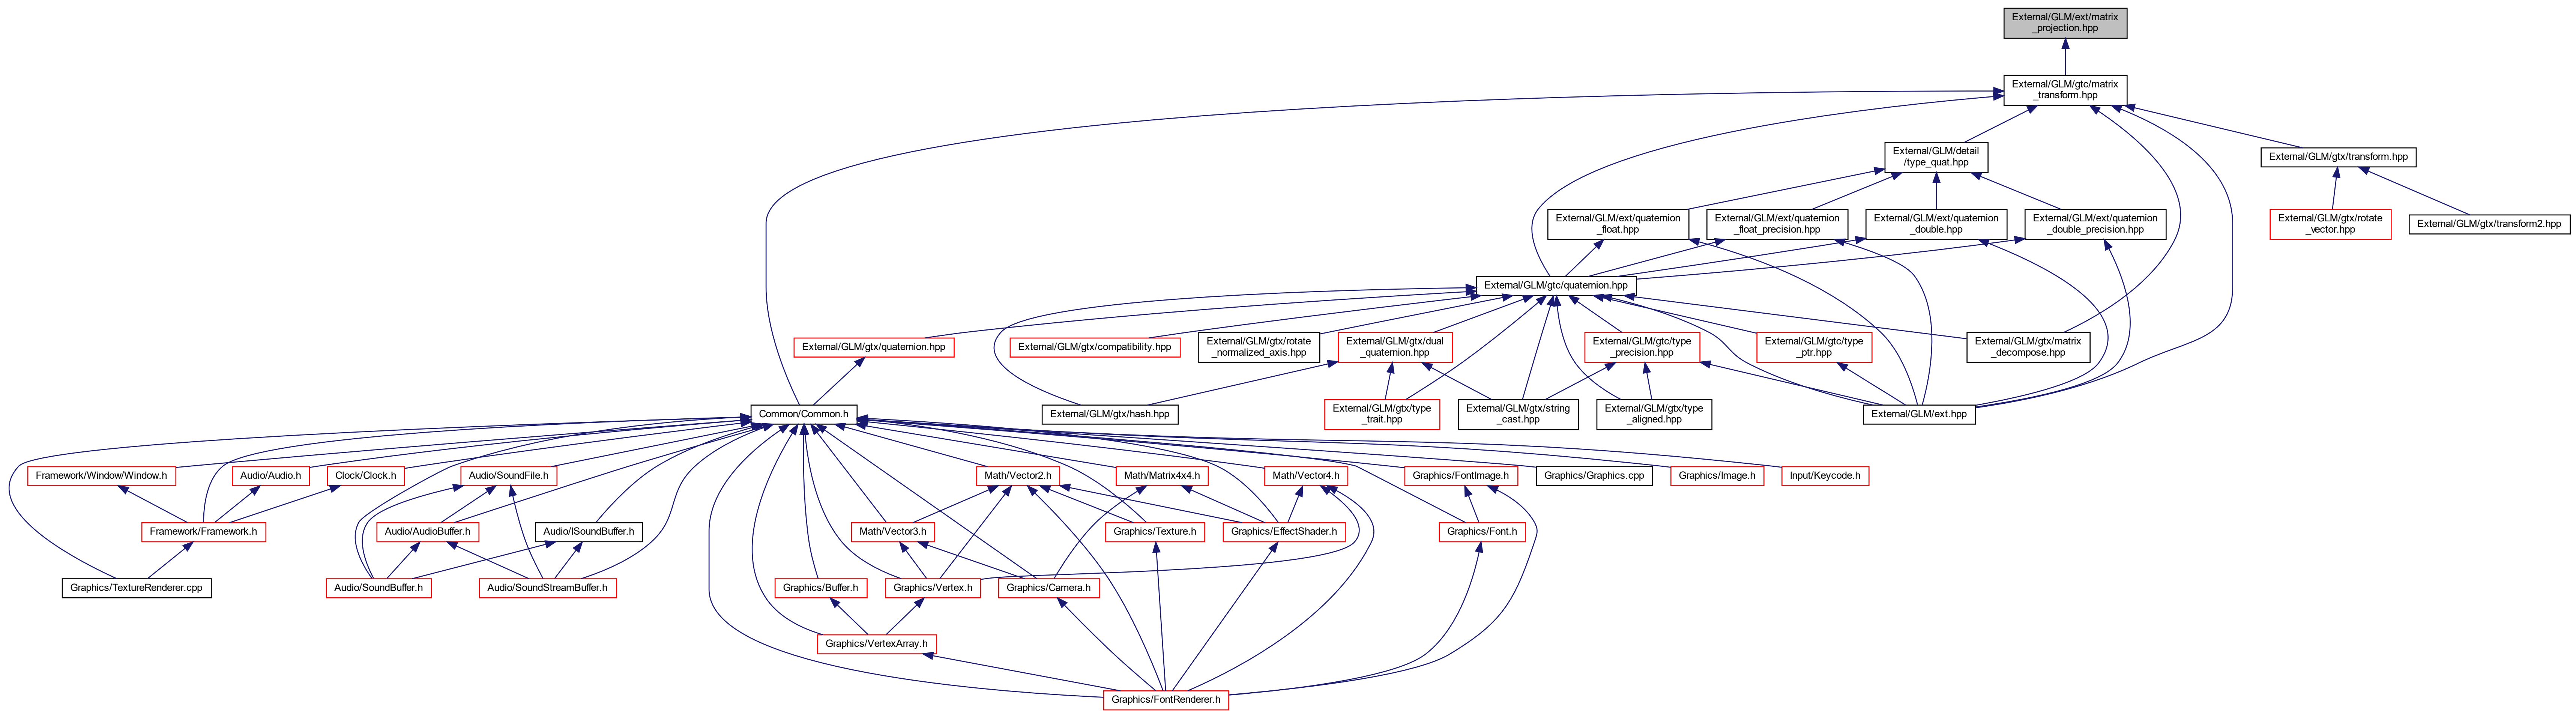 External/GLM/ext/matrix
_projection.hpp
External/GLM/gtc/matrix
_transform.hpp
External/GLM/detail
/type_quat.hpp
External/GLM/gtx/transform.hpp
External/GLM/ext/quaternion
_float.hpp
External/GLM/ext/quaternion
_float_precision.hpp
External/GLM/ext/quaternion
_double.hpp
External/GLM/ext/quaternion
_double_precision.hpp
External/GLM/gtx/rotate
_vector.hpp
External/GLM/gtx/transform2.hpp
External/GLM/gtc/quaternion.hpp
External/GLM/gtx/quaternion.hpp
External/GLM/gtx/compatibility.hpp
External/GLM/gtx/rotate
_normalized_axis.hpp
External/GLM/gtx/dual
_quaternion.hpp
External/GLM/gtc/type
_precision.hpp
External/GLM/gtc/type
_ptr.hpp
External/GLM/gtx/matrix
_decompose.hpp
Common/Common.h
External/GLM/gtx/hash.hpp
External/GLM/gtx/type
_trait.hpp
External/GLM/gtx/string
_cast.hpp
External/GLM/gtx/type
_aligned.hpp
External/GLM/ext.hpp
Framework/Window/Window.h
Audio/Audio.h
Clock/Clock.h
Audio/SoundFile.h
Math/Vector2.h
Math/Matrix4x4.h
Math/Vector4.h
Graphics/FontImage.h
Graphics/Graphics.cpp
Graphics/Image.h
Input/Keycode.h
Framework/Framework.h
Audio/AudioBuffer.h
Audio/ISoundBuffer.h
Math/Vector3.h
Graphics/Texture.h
Graphics/EffectShader.h
Graphics/Font.h
Graphics/TextureRenderer.cpp
Audio/SoundBuffer.h
Audio/SoundStreamBuffer.h
Graphics/Buffer.h
Graphics/Vertex.h
Graphics/Camera.h
Graphics/VertexArray.h
Graphics/FontRenderer.h